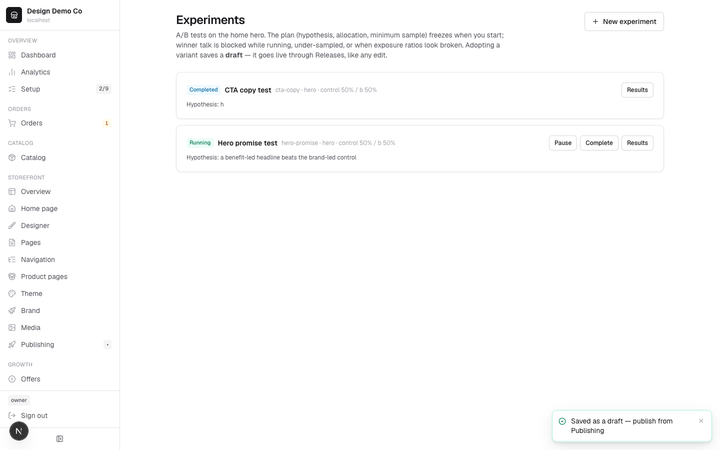 Design Demo Co
localhost
OVERVIEW
Dashboard
Analytics
Setup 2/9
ORDERS
Orders 1
CATALOG
Catalog
STOREFRONT
Overview
Home page
Designer
Pages
Navigation
Product pages
Theme
Brand
Media
Publishing •
GROWTH
Offers
owner
Sign out
N
Experiments
New experiment
A/B tests on the home hero. The plan (hypothesis, allocation, minimum sample) freezes when you start;
winner talk is blocked while running, under-sampled, or when exposure ratios look broken. Adopting a
variant saves a draft — it goes live through Releases, like any edit.
Completed CTA copy test cta-copy · hero · control 50% / b 50% Results
Hypothesis: h
Running Hero promise test hero-promise · hero · control 50% / b 50% Pause Complete Results
Hypothesis: a benefit-led headline beats the brand-led control
Saved as a draft — publish from
Publishing